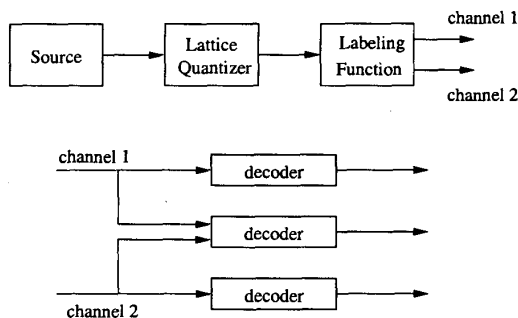 channel 1
Source
Lattice
Quantizer
Labeling
Function
channel 2
channel 1
decoder
decoder
decoder
channel 2